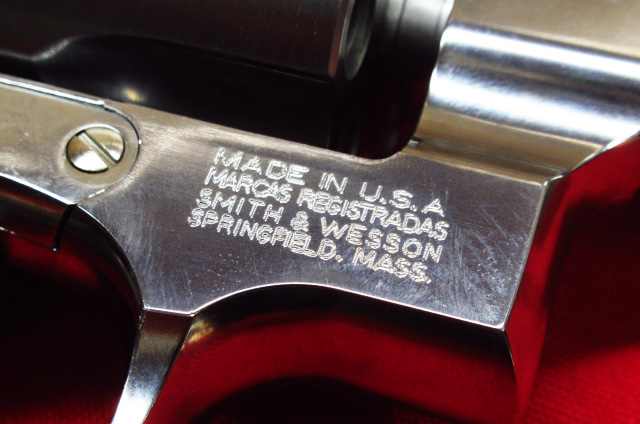 MADE IN U.S.A
MARCAS REGISTRADAS
SMITH & WESSON
SPRINGFIELD, MASS.